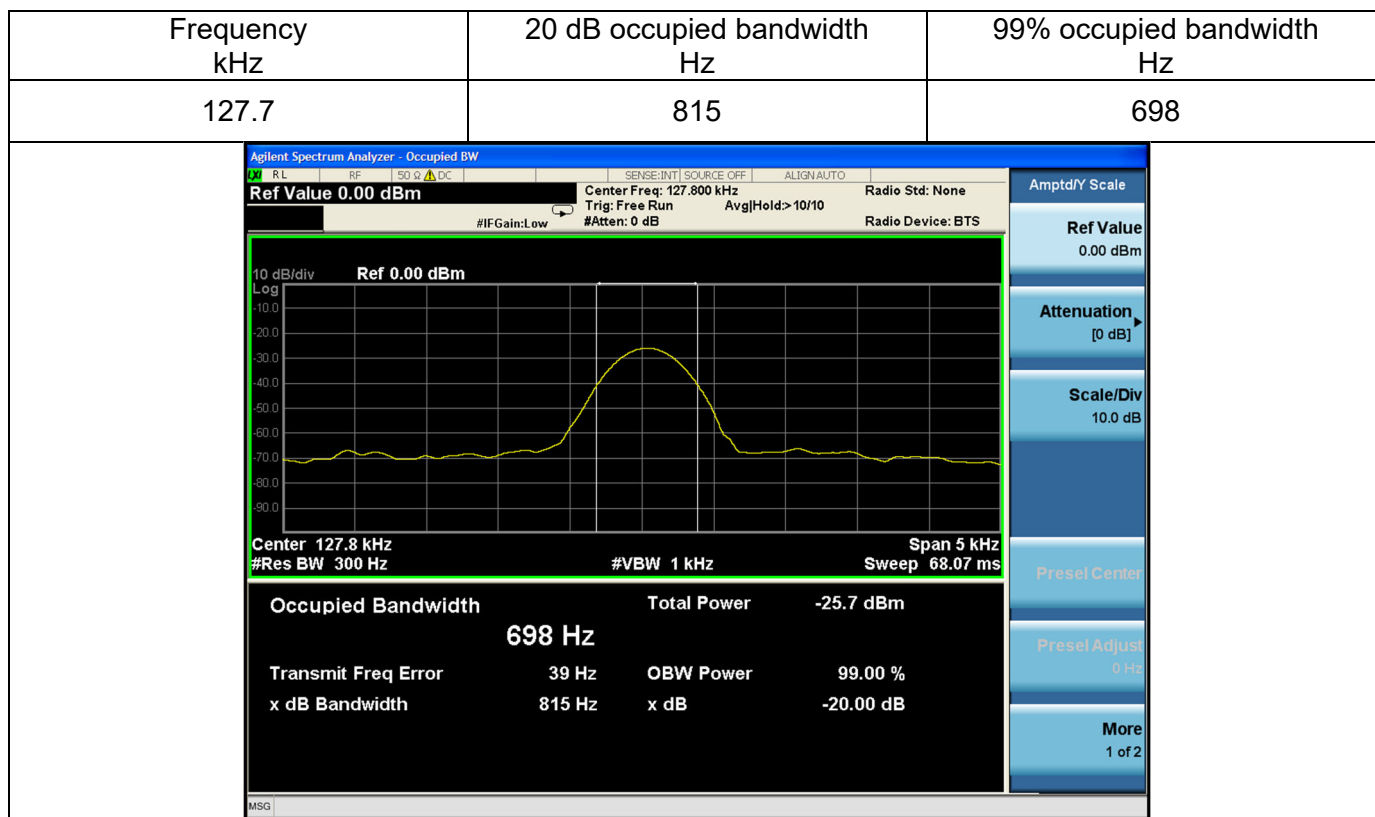 Frequency
kHz
20 dB occupied bandwidth
Hz
99% occupied bandwidth
Hz
127.7
815
698
Agilent Spectrum Analyzer - Occupied BW
LXI RL RF 50 Ω DC SENSE:INT SOURCE OFF ALIGN AUTO
Ref Value 0.00 dBm
Center Freq: 127.800 kHz
Radio Std: None
Trig: Free Run Avg|Hold:>10/10
#IFGain:Low #Atten: 0 dB Radio Device: BTS
10 dB/div Ref 0.00 dBm
Log
-10.0
-20.0
-30.0
-40.0
-50.0
-60.0
-70.0
-80.0
-90.0
Center 127.8 kHz Span 5 kHz
#Res BW 300 Hz #VBW 1 kHz Sweep 68.07 ms
Occupied Bandwidth Total Power -25.7 dBm
698 Hz
Transmit Freq Error 39 Hz OBW Power 99.00 %
x dB Bandwidth 815 Hz x dB -20.00 dB
MSG
Amptd/Y Scale
Ref Value
0.00 dBm
Attenuation
[0 dB]
Scale/Div
10.0 dB
Presel Center
Presel Adjust
0 Hz
More
1 of 2